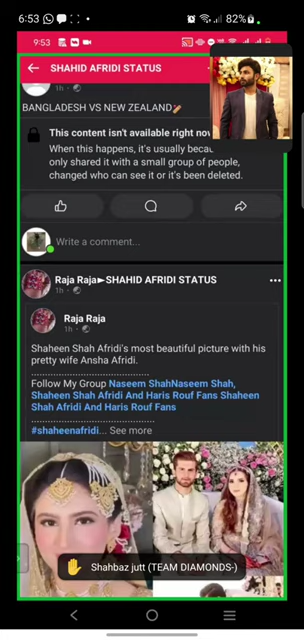 9:53
82%
9:53
SHAHID AFRIDI STATUS
1h
BANGLADESH VS NEW ZEALAND🏏
This content isn't available right now
When this happens, it's usually because
only shared it with a small group of people,
changed who can see it or it's been deleted.
Write a comment...
Raja Raja▸SHAHID AFRIDI STATUS
1h
Raja Raja
1h
Shaheen Shah Afridi's most beautiful picture with his
pretty wife Ansha Afridi.
Follow My Group Naseem ShahNaseem Shah,
Shaheen Shah Afridi And Haris Rouf Fans Shaheen
Shah Afridi And Haris Rouf Fans
#shaheenafridi... See more
Shahbaz jutt (TEAM DIAMONDS-)